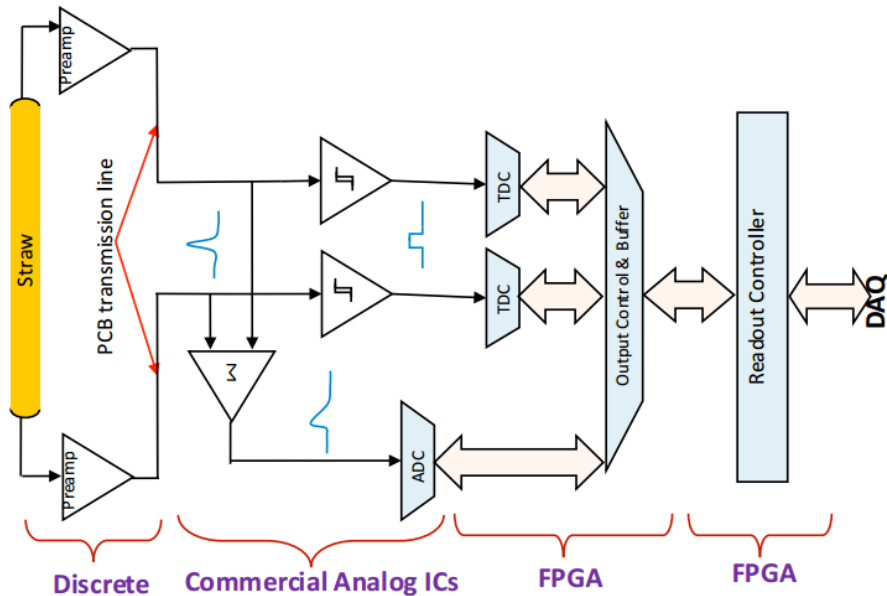 Preamp
Straw
PCB transmission line
Preamp
Σ
TDC
TDC
ADC
Output Control & Buffer
Readout Controller
DAQ
Discrete
Commercial Analog ICs
FPGA
FPGA